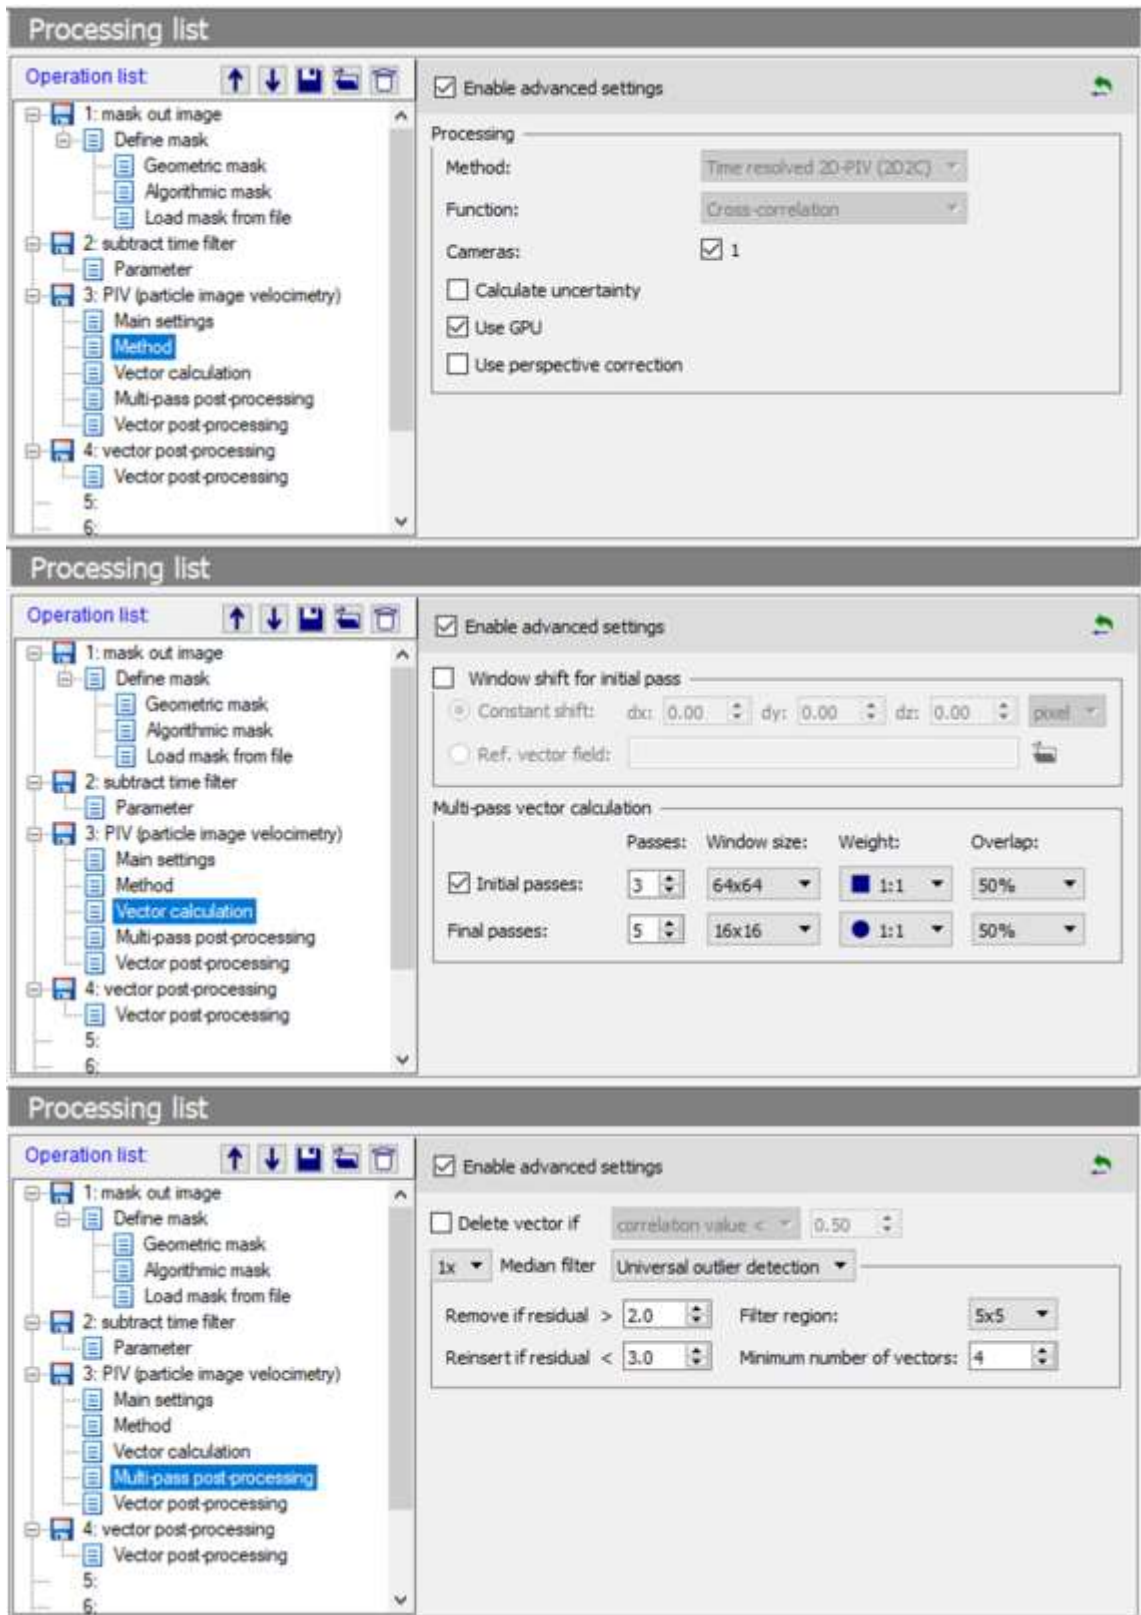 Processing list
Operation list:
1: mask out image
Define mask
Geometric mask
Algorithmic mask
Load mask from file
2: subtract time filter
Parameter
3: PIV (particle image velocimetry)
Main settings
Method
Vector calculation
Multi-pass post-processing
Vector post-processing
4: vector post-processing
Vector post-processing
5:
6:
Enable advanced settings
Processing
Method: Time resolved 2D-PIV (2D2C)
Function: Cross-correlation
Cameras: 1
Calculate uncertainty
Use GPU
Use perspective correction
Processing list
Operation list:
1: mask out image
Define mask
Geometric mask
Algorithmic mask
Load mask from file
2: subtract time filter
Parameter
3: PIV (particle image velocimetry)
Main settings
Method
Vector calculation
Multi-pass post-processing
Vector post-processing
4: vector post-processing
Vector post-processing
5:
6:
Enable advanced settings
Window shift for initial pass
Constant shift: dx: 0.00 dy: 0.00 dz: 0.00 pixel
Ref. vector field:
Multi-pass vector calculation
Passes: Window size: Weight: Overlap:
Initial passes: 3 64x64 1:1 50%
Final passes: 5 16x16 1:1 50%
Processing list
Operation list:
1: mask out image
Define mask
Geometric mask
Algorithmic mask
Load mask from file
2: subtract time filter
Parameter
3: PIV (particle image velocimetry)
Main settings
Method
Vector calculation
Multi-pass post-processing
Vector post-processing
4: vector post-processing
Vector post-processing
5:
6:
Enable advanced settings
Delete vector if correlation value < 0.50
1x Median filter Universal outlier detection
Remove if residual > 2.0 Filter region: 5x5
Reinsert if residual < 3.0 Minimum number of vectors: 4